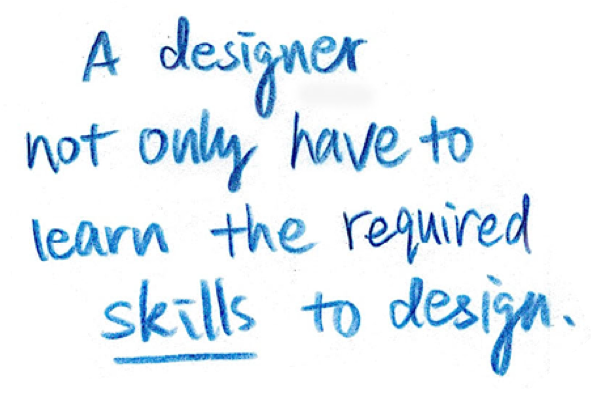 A designer
not only have to
learn the required
skills to design.